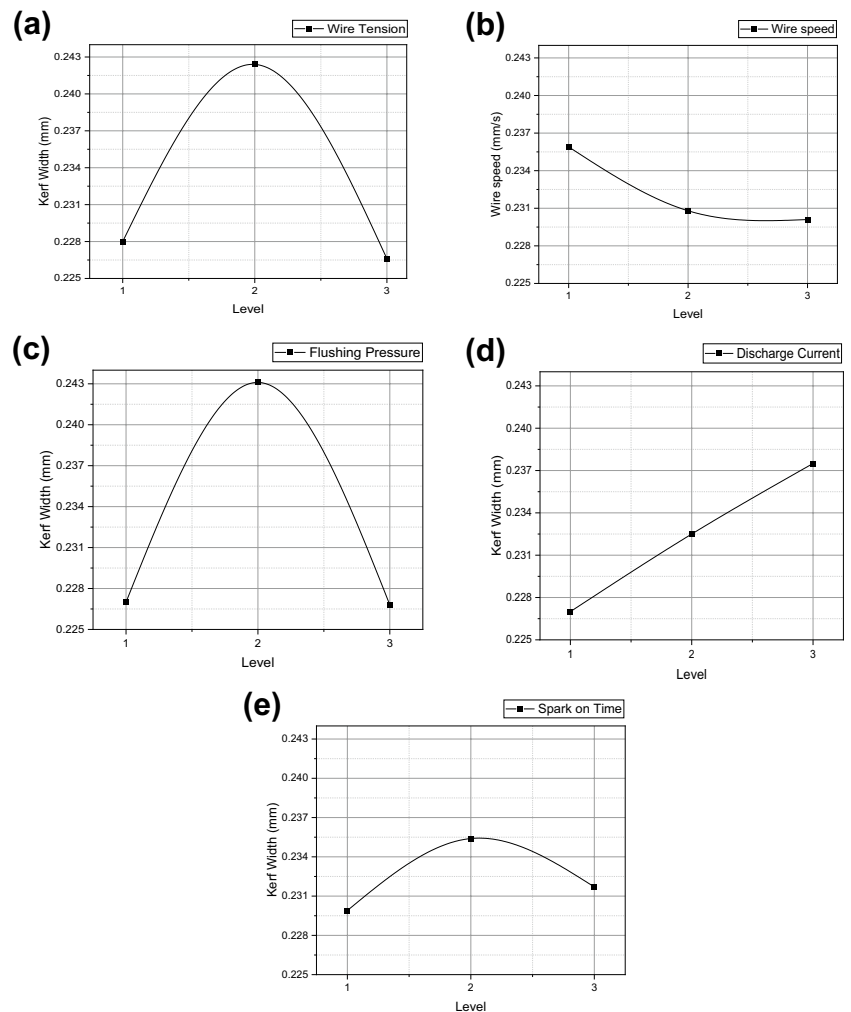 (a)
Wire Tension
0.243
0.240
0.237
0.234
0.231
0.228
0.225
Kerf Width (mm)
1 2 3
Level
(b)
Wire speed
0.243
0.240
0.237
0.234
0.231
0.228
0.225
Wire speed (mm/s)
1 2 3
Level
(c)
Flushing Pressure
0.243
0.240
0.237
0.234
0.231
0.228
0.225
Kerf Width (mm)
1 2 3
Level
(d)
Discharge Current
0.243
0.240
0.237
0.234
0.231
0.228
0.225
Kerf Width (mm)
1 2 3
Level
(e)
Spark on Time
0.243
0.240
0.237
0.234
0.231
0.228
0.225
Kerf Width (mm)
1 2 3
Level